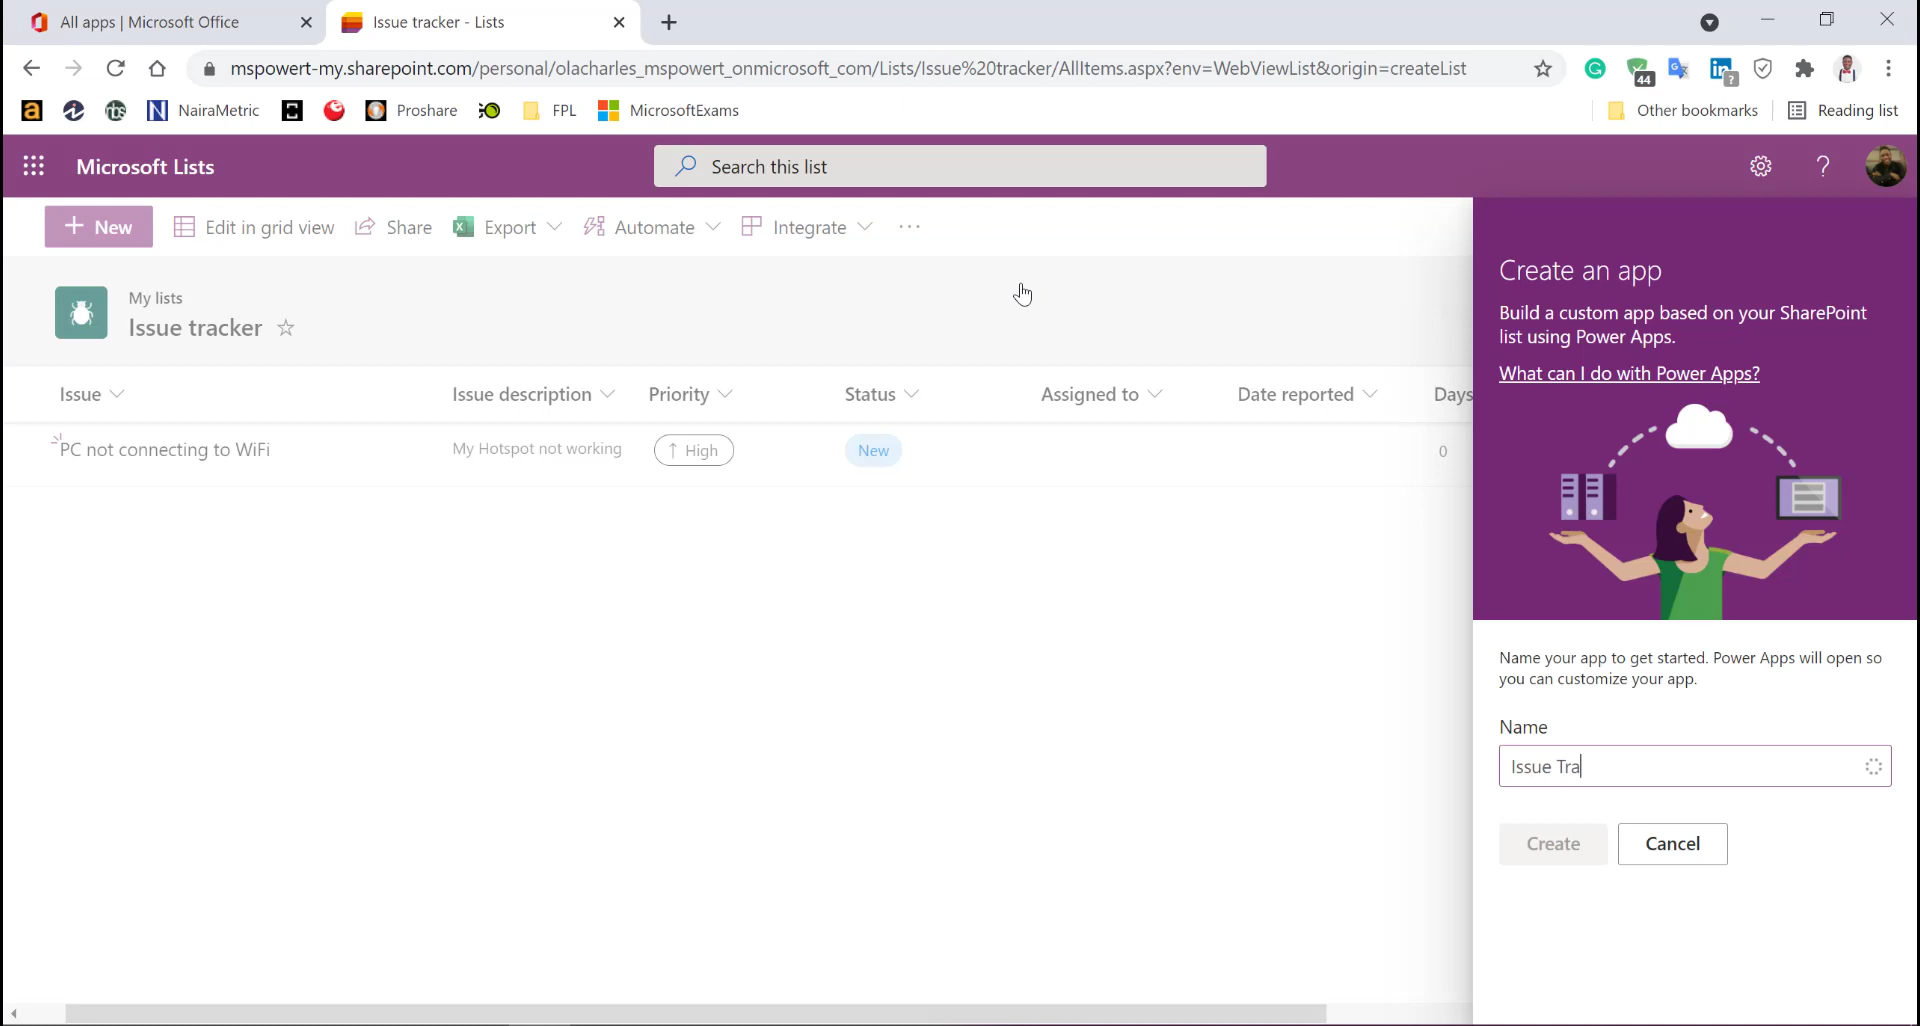 All apps | Microsoft Office
Issue tracker - Lists
mspowert-my.sharepoint.com/personal/olacharles_mspowert_onmicrosoft_com/Lists/Issue%20tracker/AllItems.aspx?env=WebViewList&origin=createList
44
?
a
nbs
N NairaMetric
Proshare
FPL
MicrosoftExams
Other bookmarks
Reading list
Microsoft Lists
Search this list
?
+ New
Edit in grid view
Share
Export
Automate
Integrate
...
My lists
Issue tracker
Issue
Issue description
Priority
Status
Assigned to
Date reported
Days
PC not connecting to WiFi
My Hotspot not working
↑ High
New
0
Create an app
Build a custom app based on your SharePoint
list using Power Apps.
What can I do with Power Apps?
Name your app to get started. Power Apps will open so
you can customize your app.
Name
Issue Tra
Create
Cancel